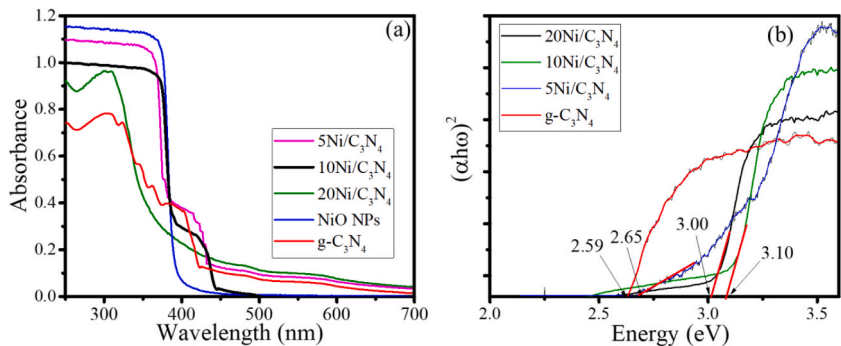 (a)
Absorbance
1.2
1.0
0.8
0.6
0.4
0.2
0.0
5Ni/C₃N₄
10Ni/C₃N₄
20Ni/C₃N₄
NiO NPs
g-C₃N₄
300 400 500 600 700
Wavelength (nm)
(b)
(αhω)²
20Ni/C₃N₄
10Ni/C₃N₄
5Ni/C₃N₄
g-C₃N₄
2.59
2.65
3.00
3.10
2.0 2.5 3.0 3.5
Energy (eV)